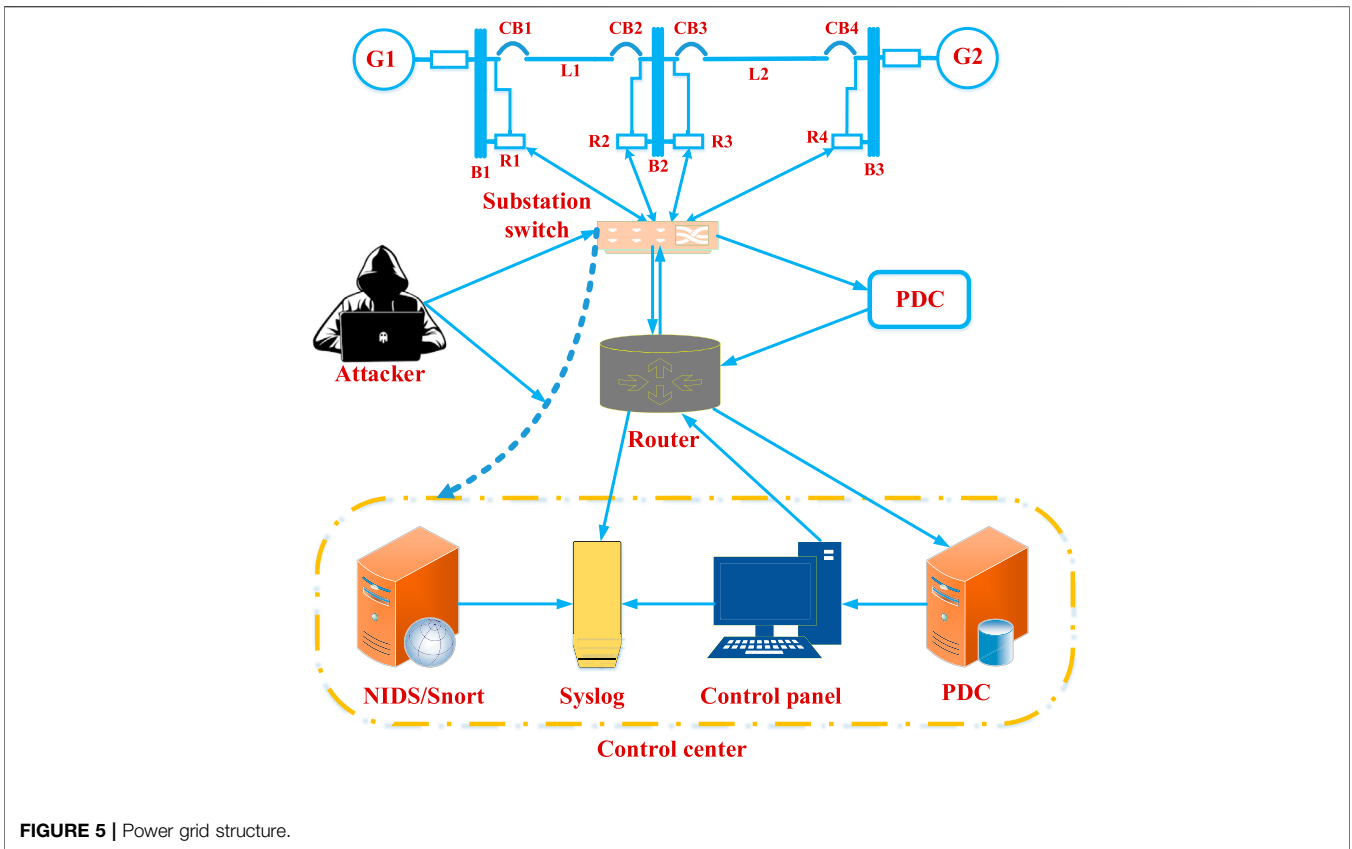 CB1
CB2
CB3
CB4
G1
G2
L1
L2
R1
R2
R3
R4
B1
B2
B3
Substation
switch
PDC
Attacker
Router
NIDS/Snort
Syslog
Control panel
PDC
Control center
FIGURE 5 | Power grid structure.